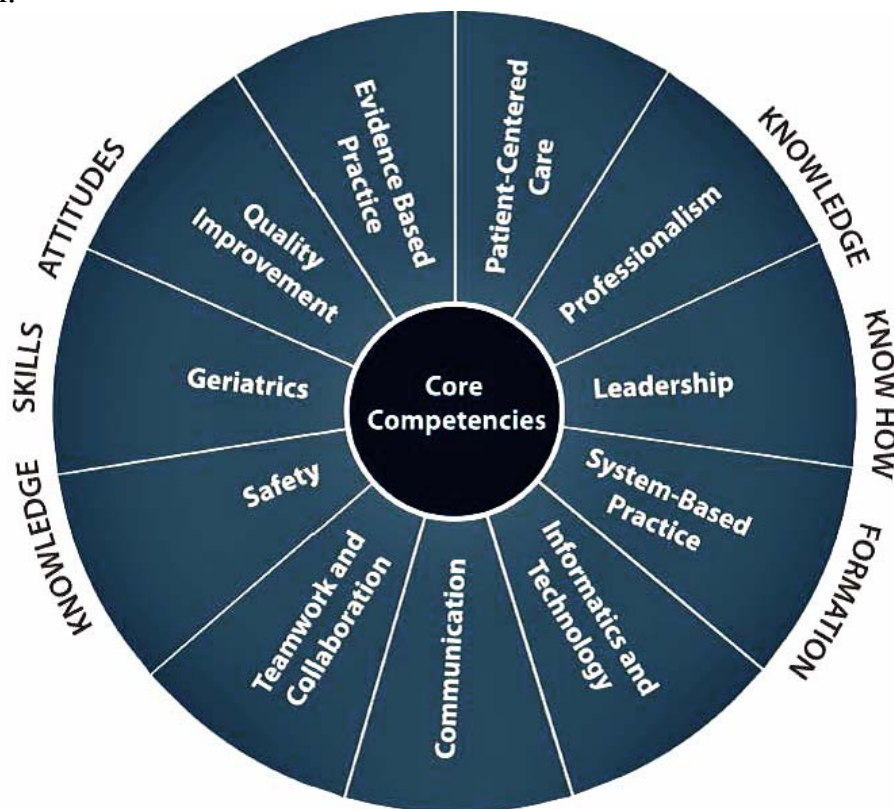 Core
Competencies
Patient-Centered
Care
Professionalism
Leadership
System-Based
Practice
Informatics and
Technology
Communication
Teamwork and
Collaboration
Safety
Geriatrics
Quality
Improvement
Evidence Based
Practice
KNOWLEDGE
KNOW HOW
FORMATION
KNOWLEDGE
SKILLS
ATTITUDES